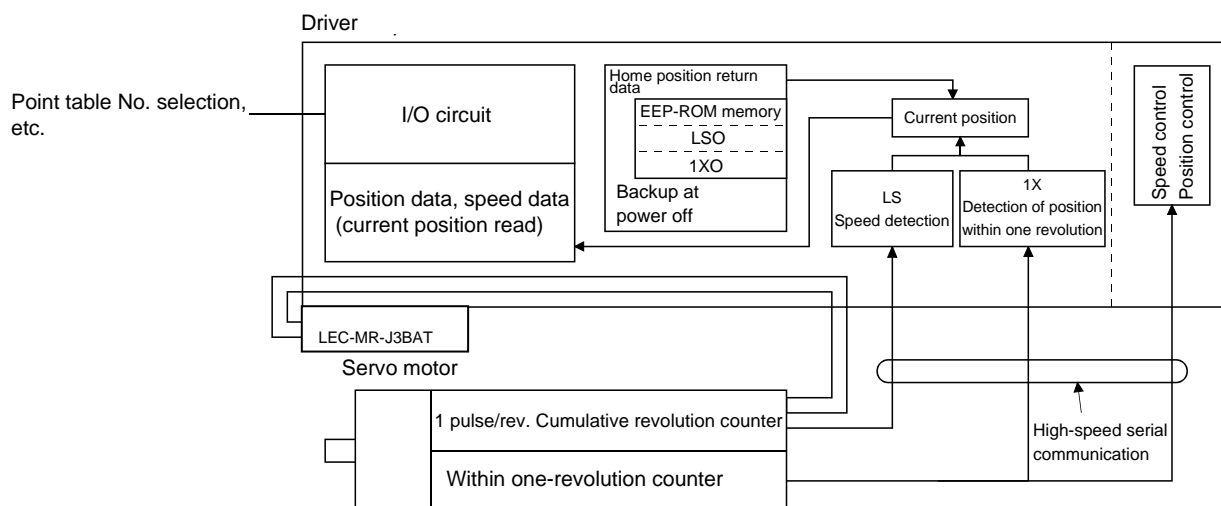 Driver
Point table No. selection,
etc.
I/O circuit
Position data, speed data
(current position read)
Home position return
data
EEP-ROM memory
LSO
1XO
Backup at
power off
Current position
LS
Speed detection
1X
Detection of position
within one revolution
Speed control
Position control
LEC-MR-J3BAT
Servo motor
1 pulse/rev. Cumulative revolution counter
Within one-revolution counter
High-speed serial
communication